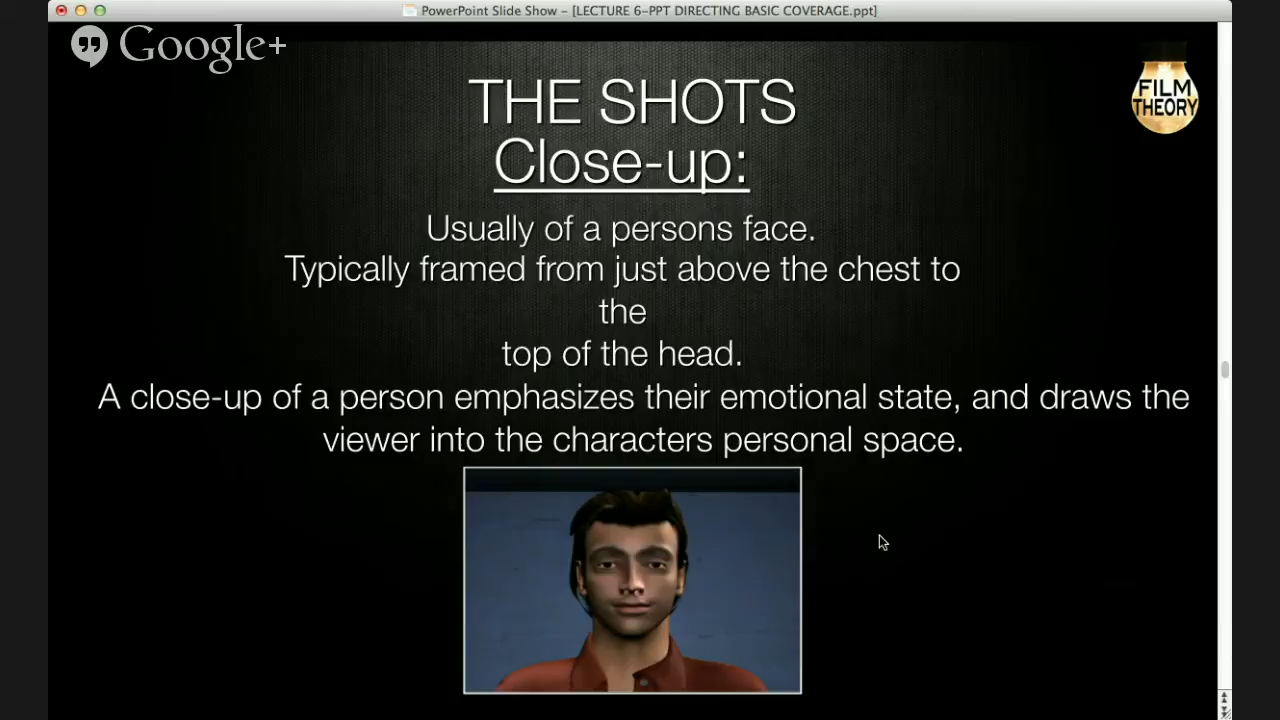 PowerPoint Slide Show – [LECTURE 6-PPT DIRECTING BASIC COVERAGE.ppt]
Google+
FILM
THEORY
THE SHOTS
Close-up:
Usually of a persons face.
Typically framed from just above the chest to
the
top of the head.
A close-up of a person emphasizes their emotional state, and draws the
viewer into the characters personal space.